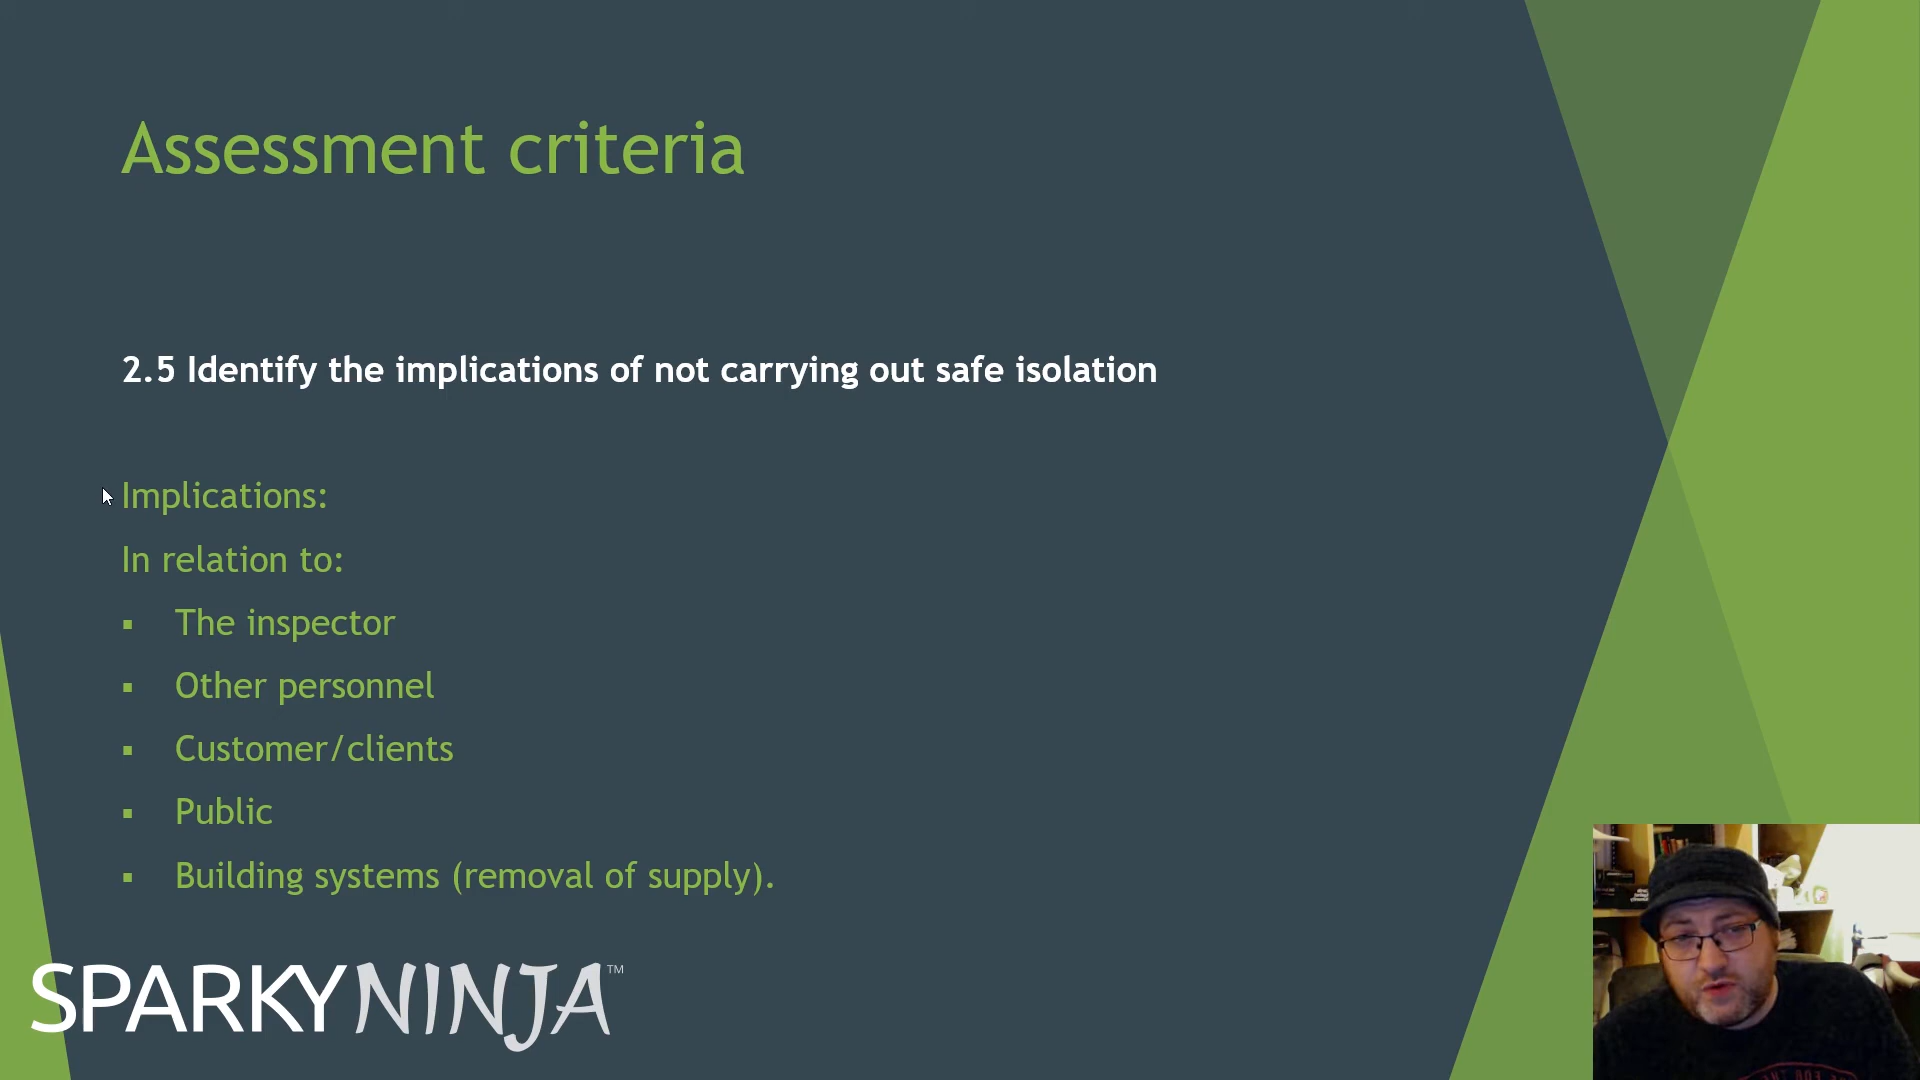 Assessment criteria
2.5 Identify the implications of not carrying out safe isolation
Implications:
In relation to:
▪ The inspector
▪ Other personnel
▪ Customer/clients
▪ Public
▪ Building systems (removal of supply).
SPARKYNINJA™